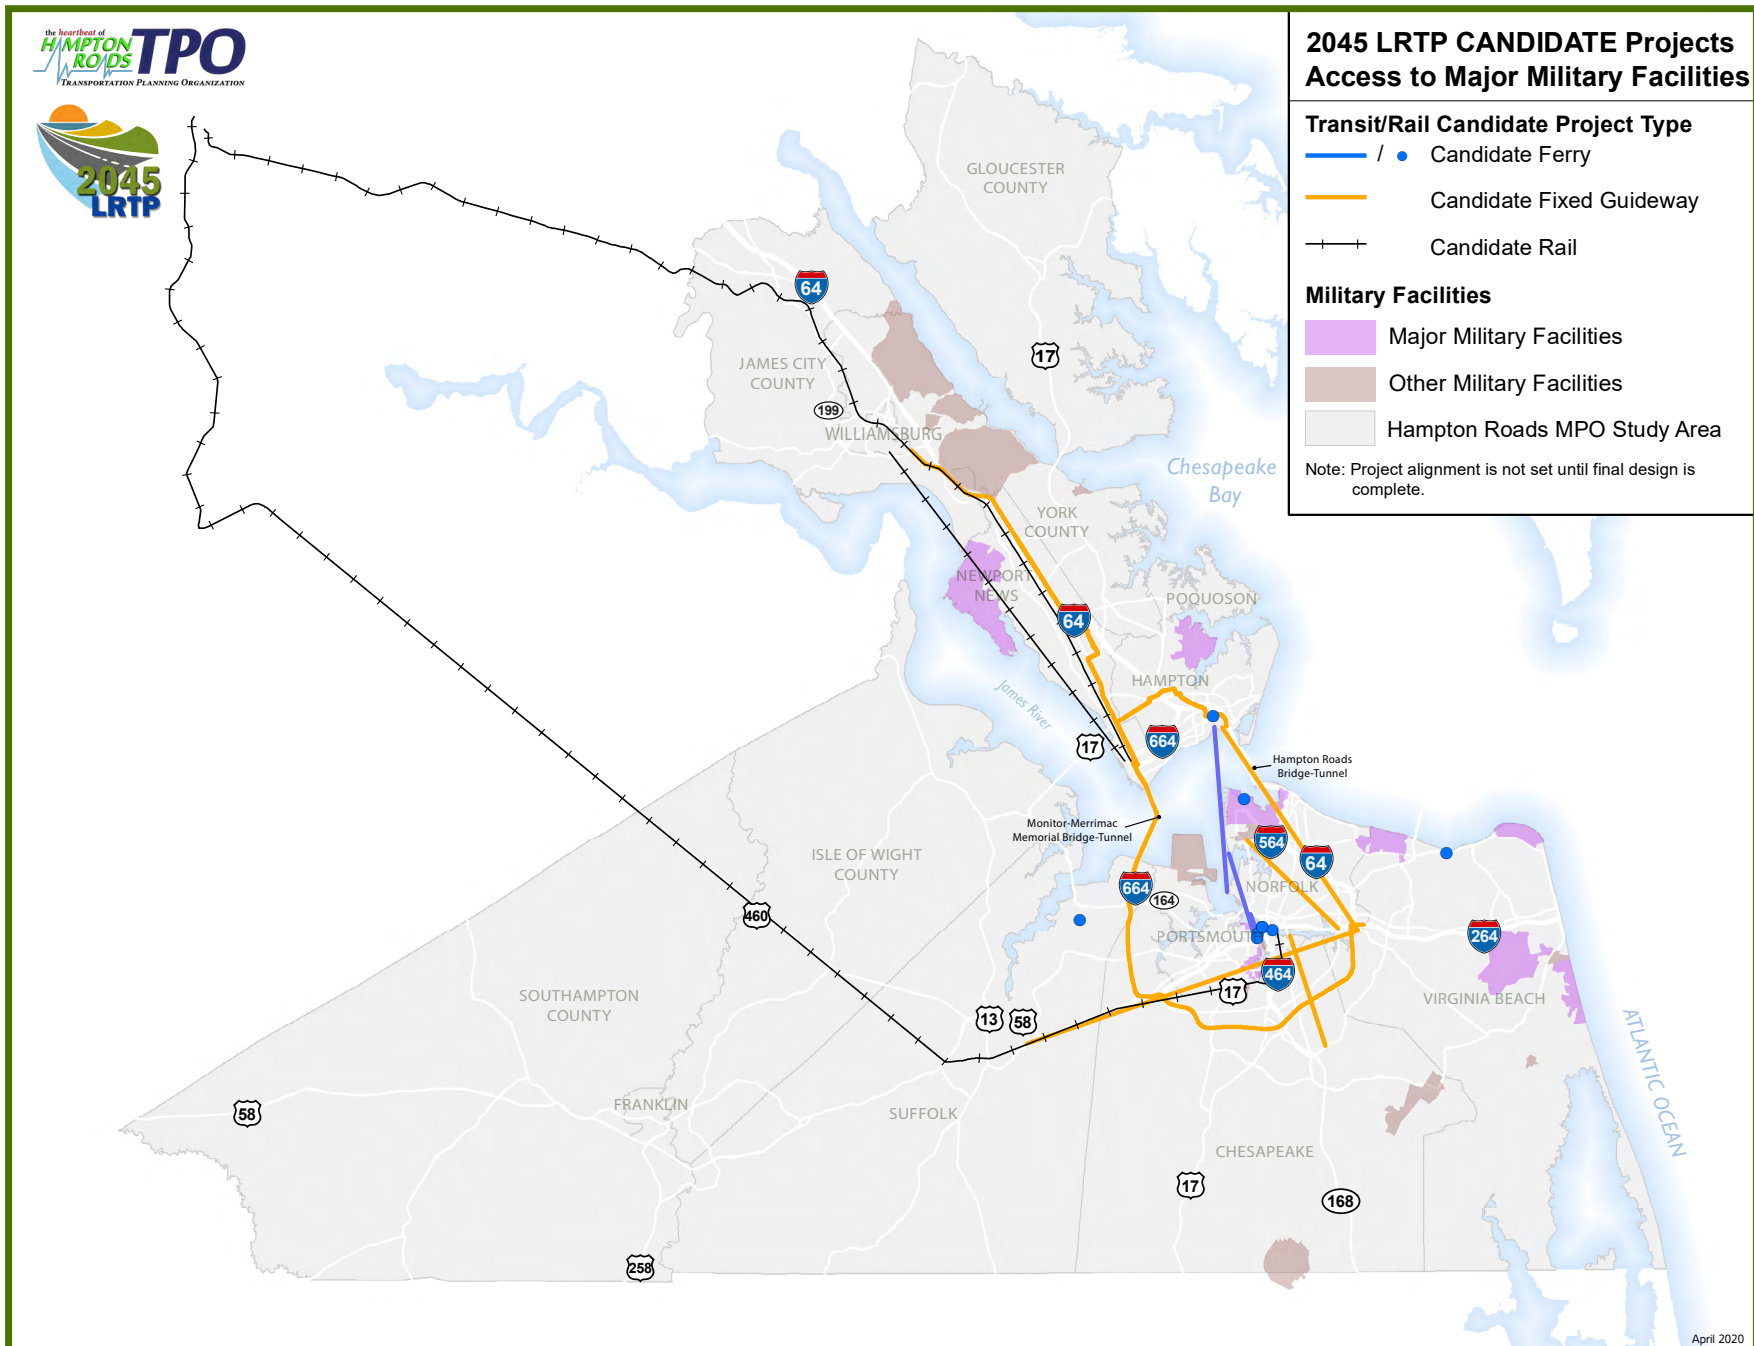 the heartbeat of
HAMPTON
ROADS
TPO
TRANSPORTATION PLANNING ORGANIZATION
2045
LRTP
2045 LRTP CANDIDATE Projects
Access to Major Military Facilities
Transit/Rail Candidate Project Type
/ Candidate Ferry
Candidate Fixed Guideway
Candidate Rail
Military Facilities
Major Military Facilities
Other Military Facilities
Hampton Roads MPO Study Area
Note: Project alignment is not set until final design is
complete.
GLOUCESTER
COUNTY
64
17
JAMES CITY
COUNTY
199
WILLIAMSBURG
Chesapeake
Bay
YORK
COUNTY
NEWPORT
NEWS
POQUOSON
64
HAMPTON
James River
17
664
Hampton Roads
Bridge-Tunnel
Monitor-Merrimac
Memorial Bridge-Tunnel
564
64
ISLE OF WIGHT
COUNTY
664
164
NORFOLK
460
PORTSMOUT
264
464
17
SOUTHAMPTON
COUNTY
VIRGINIA BEACH
13
58
ATLANTIC OCEAN
58
FRANKLIN
SUFFOLK
CHESAPEAKE
17
168
258
April 2020